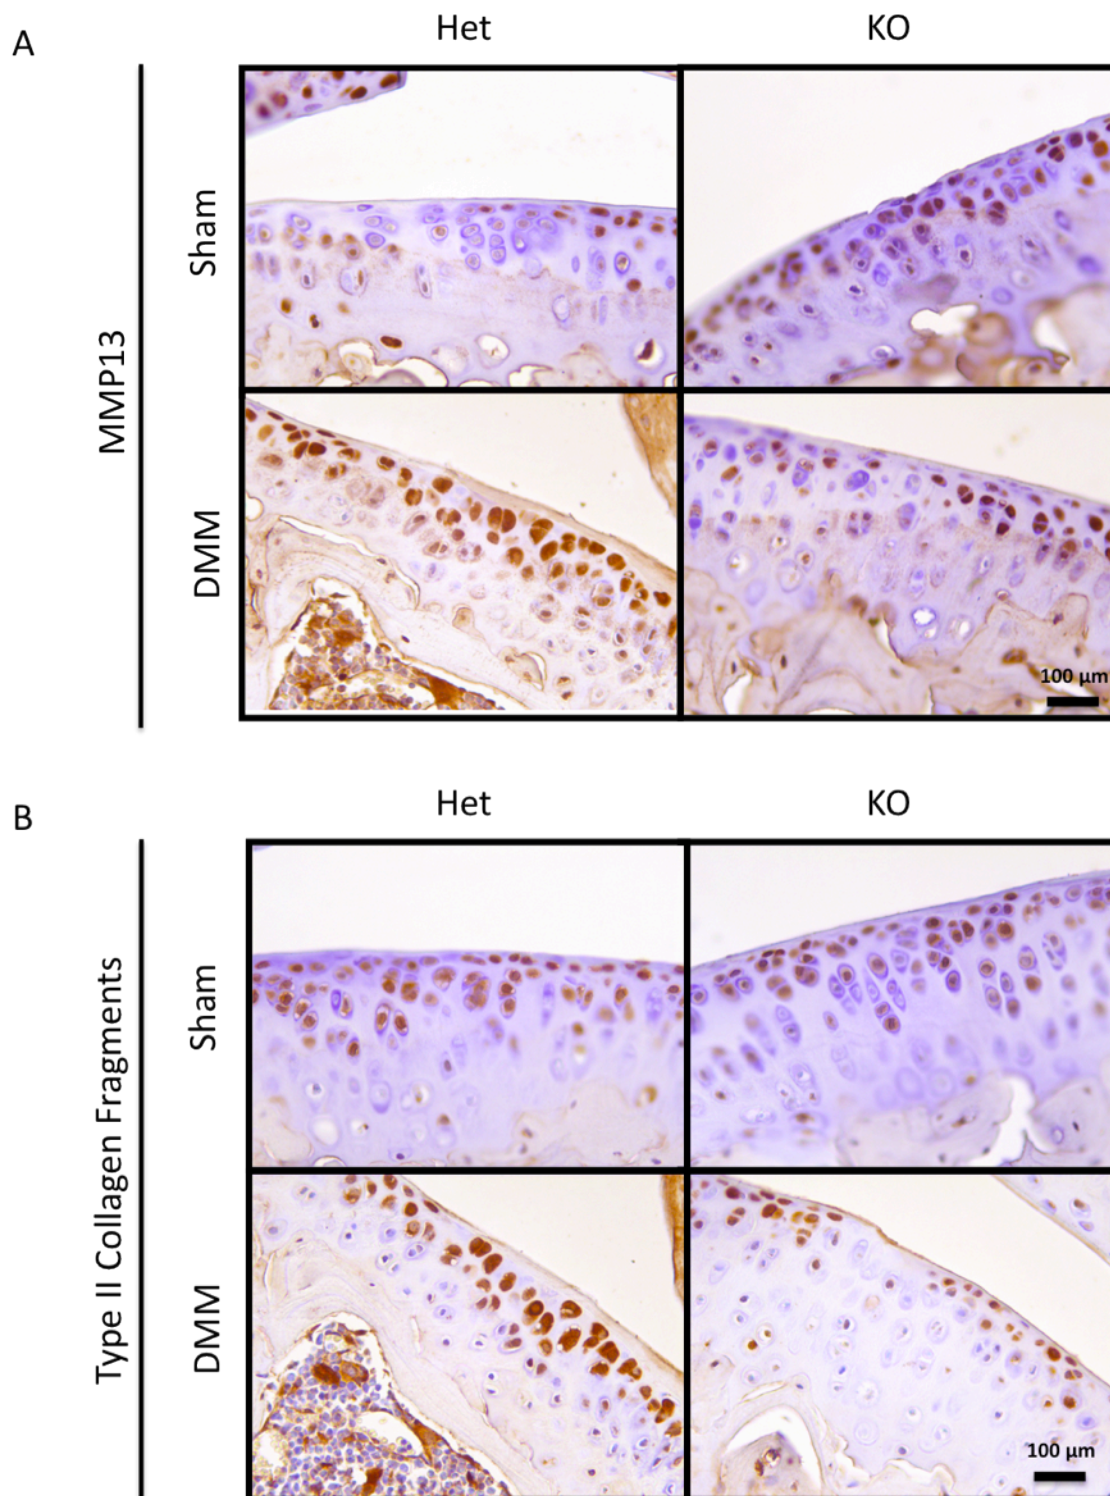 A
Het
KO
Sham
MMP13
DMM
100 µm
B
Het
KO
Sham
Type II Collagen Fragments
DMM
100 µm